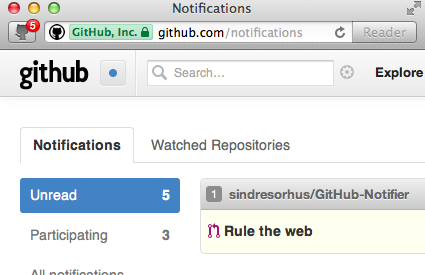 Notifications
5
GitHub, Inc. github.com/notifications Reader
github Search... Explore
Notifications Watched Repositories
Unread 5
1 sindresorhus/GitHub-Notifier
Participating 3
Rule the web
All notifications